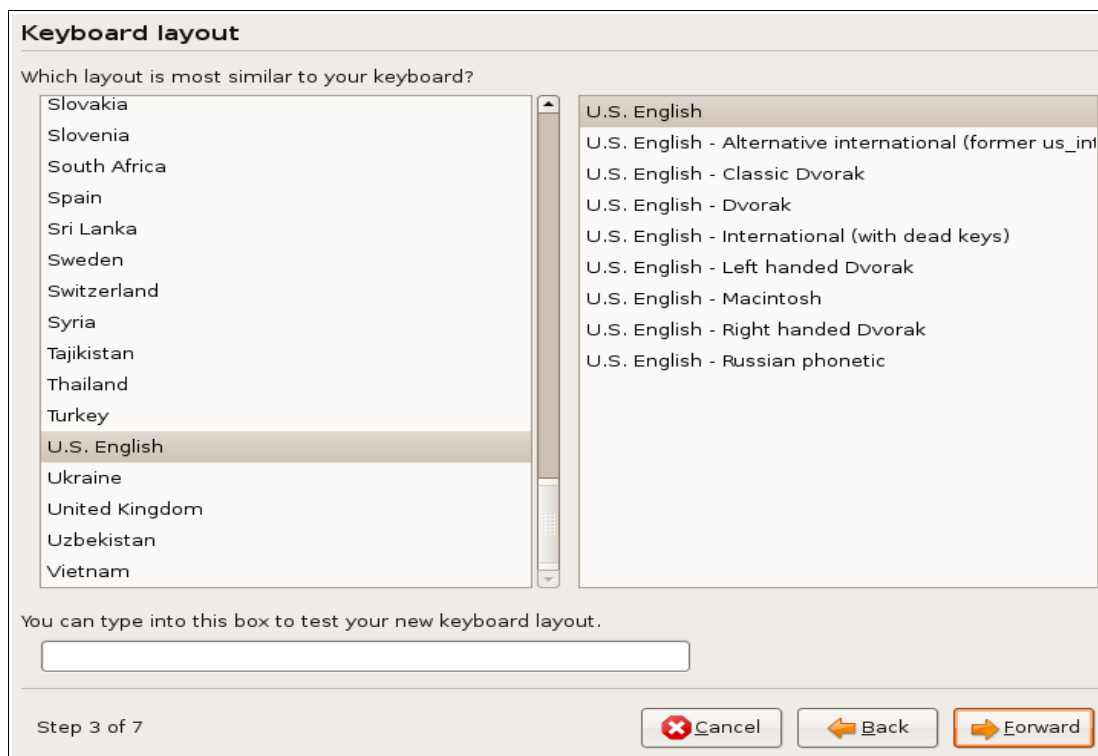 Keyboard layout
Which layout is most similar to your keyboard?
Slovakia
Slovenia
South Africa
Spain
Sri Lanka
Sweden
Switzerland
Syria
Tajikistan
Thailand
Turkey
U.S. English
Ukraine
United Kingdom
Uzbekistan
Vietnam
U.S. English
U.S. English - Alternative international (former us_int
U.S. English - Classic Dvorak
U.S. English - Dvorak
U.S. English - International (with dead keys)
U.S. English - Left handed Dvorak
U.S. English - Macintosh
U.S. English - Right handed Dvorak
U.S. English - Russian phonetic
You can type into this box to test your new keyboard layout.
Step 3 of 7
Cancel
Back
Forward